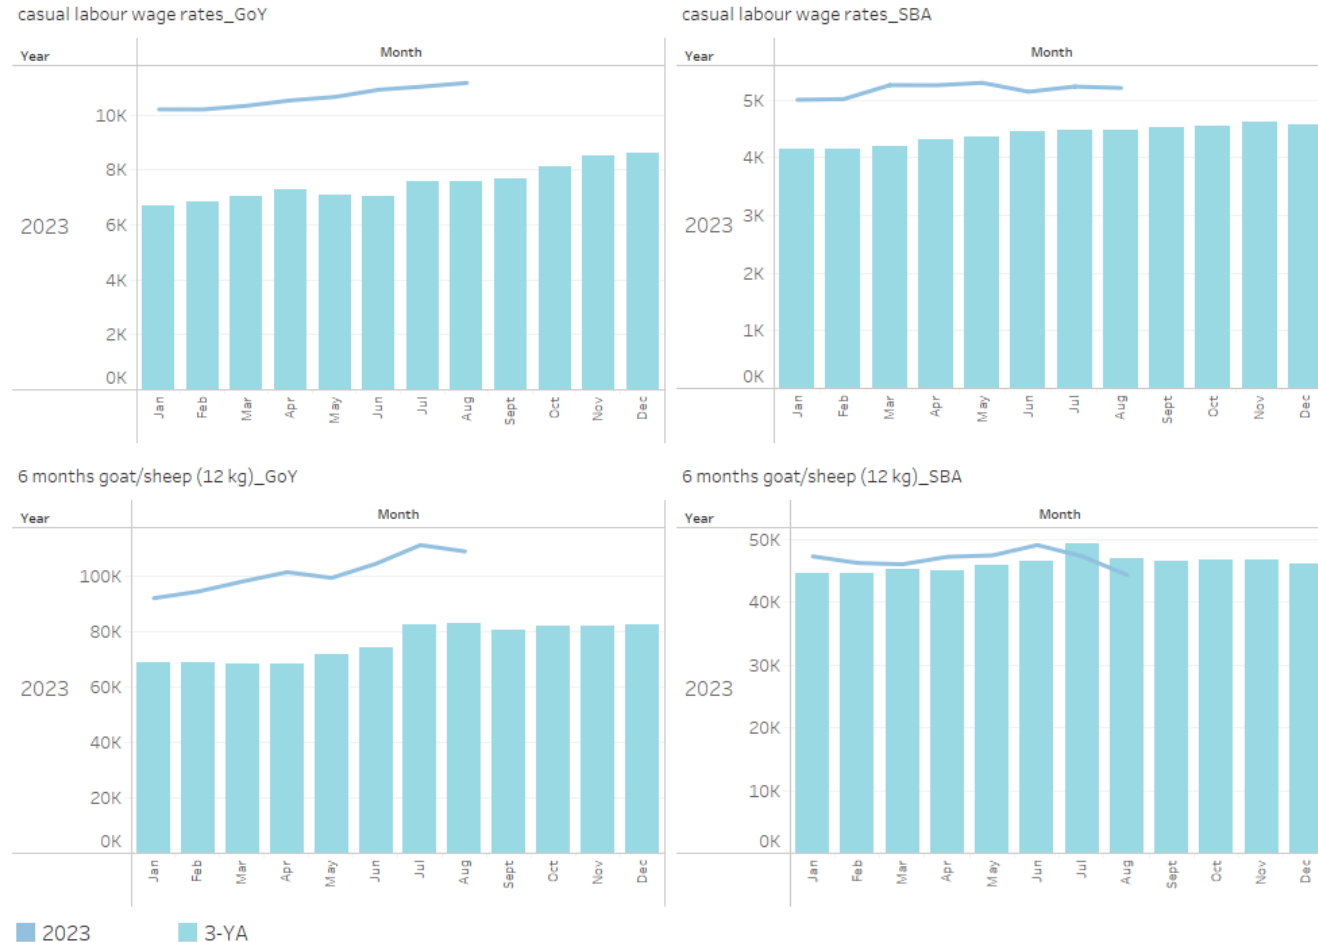 casual labour wage rates_GoY
Year
Month
10K
8K
6K
4K
2K
0K
2023
Jan
Feb
Mar
Apr
May
Jun
Jul
Aug
Sept
Oct
Nov
Dec
casual labour wage rates_SBA
Year
Month
5K
4K
3K
2K
1K
0K
2023
Jan
Feb
Mar
Apr
May
Jun
Jul
Aug
Sept
Oct
Nov
Dec
6 months goat/sheep (12 kg)_GoY
Year
Month
100K
80K
60K
40K
20K
0K
2023
Jan
Feb
Mar
Apr
May
Jun
Jul
Aug
Sept
Oct
Nov
Dec
6 months goat/sheep (12 kg)_SBA
Year
Month
50K
40K
30K
20K
10K
0K
2023
Jan
Feb
Mar
Apr
May
Jun
Jul
Aug
Sept
Oct
Nov
Dec
2023
3-YA